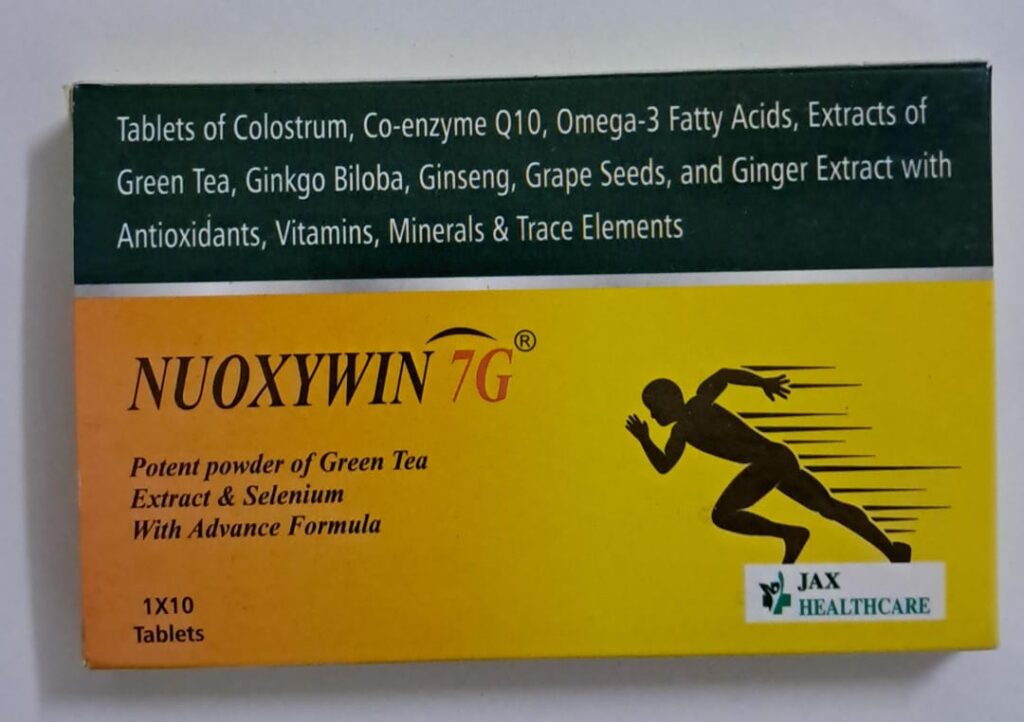 Tablets of Colostrum, Co-enzyme Q10, Omega-3 Fatty Acids, Extracts of
Green Tea, Ginkgo Biloba, Ginseng, Grape Seeds, and Ginger Extract with
Antioxidants, Vitamins, Minerals & Trace Elements
NUOXYWIN 7G®
Potent powder of Green Tea
Extract & Selenium
With Advance Formula
1X10
Tablets
JAX
HEALTHCARE